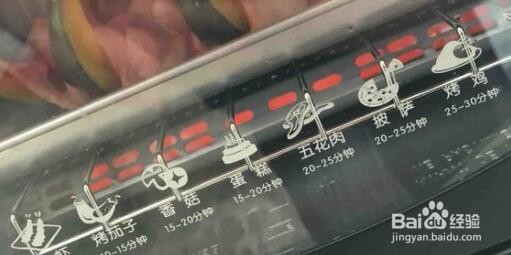 虾
烤茄子
10-15分钟
香菇
15-20分钟
蛋糕
15-20分钟
五花肉
20-25分钟
披萨
20-25分钟
烤鸡
25-30分钟
Baidu经验
jingyan.baidu.com